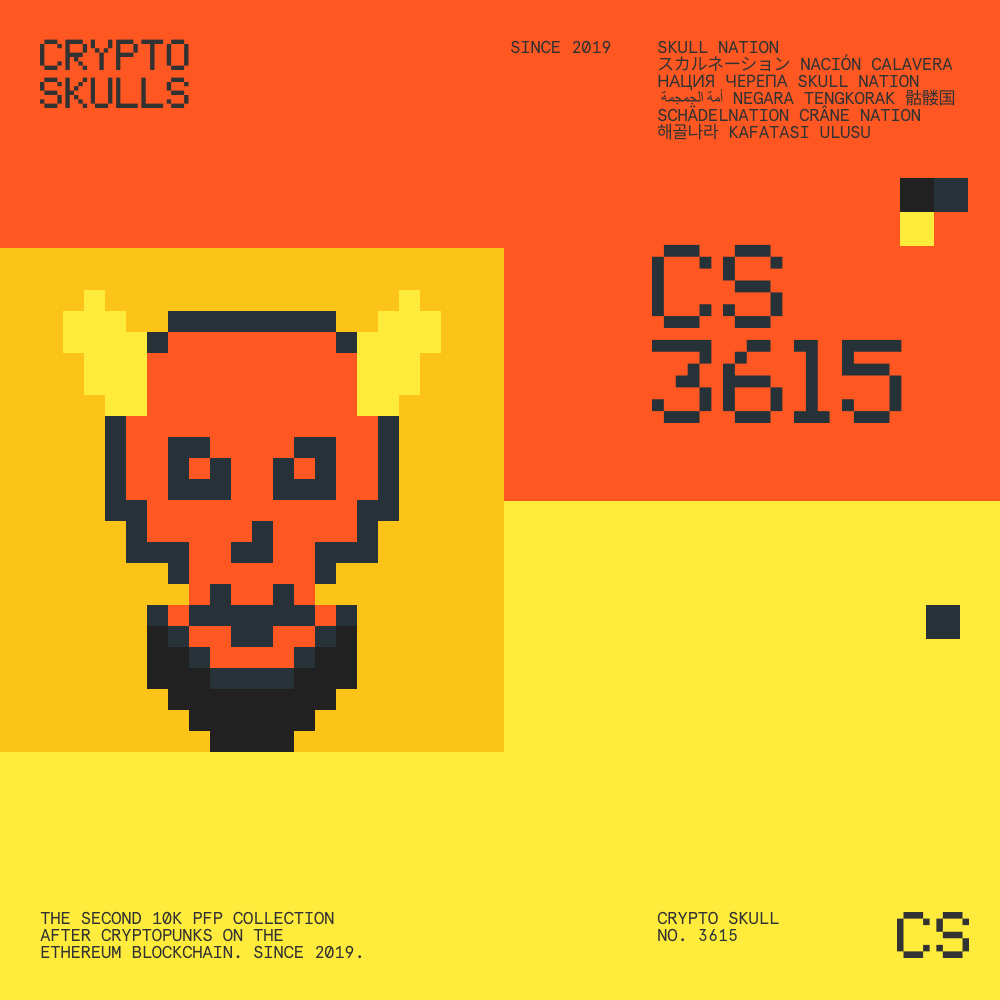 CRYPTO
SKULLS
SINCE 2019
SKULL NATION
スカルネーション NACIÓN CALAVERA
НАЦИЯ ЧЕРЕПА SKULL NATION
أمة الجمجمة NEGARA TENGKORAK 骷髅国
SCHÄDELNATION CRÂNE NATION
해골나라 KAFATASI ULUSU
CS
3615
THE SECOND 10K PFP COLLECTION
AFTER CRYPTOPUNKS ON THE
ETHEREUM BLOCKCHAIN. SINCE 2019.
CRYPTO SKULL
NO. 3615
CS